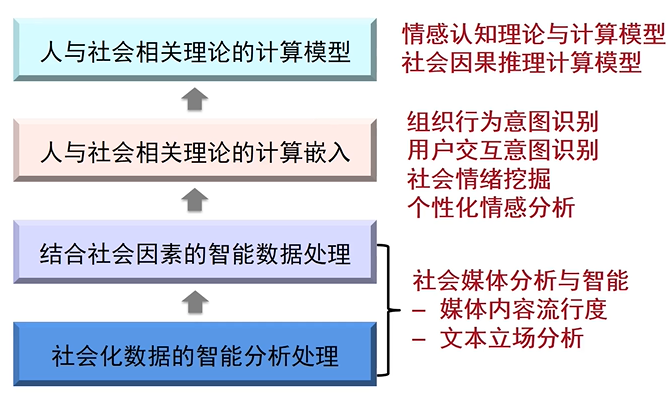 人与社会相关理论的计算模型
情感认知理论与计算模型
社会因果推理计算模型
人与社会相关理论的计算嵌入
组织行为意图识别
用户交互意图识别
社会情绪挖掘
个性化情感分析
结合社会因素的智能数据处理
社会化数据的智能分析处理
社会媒体分析与智能
– 媒体内容流行度
– 文本立场分析